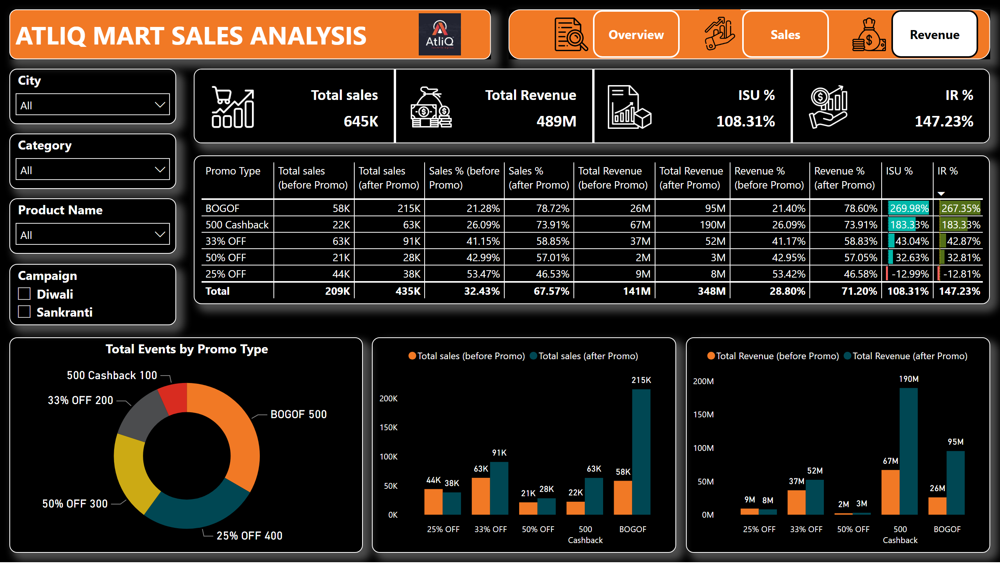 ATLIQ MART SALES ANALYSIS
AtliQ
technologies
Overview
Sales
Revenue
City
All
Category
All
Product Name
All
Campaign
Diwali
Sankranti
Total sales
645K
Total Revenue
489M
ISU %
108.31%
IR %
147.23%
Promo Type Total sales (before Promo) Total sales (after Promo) Sales % (before Promo) Sales % (after Promo) Total Revenue (before Promo) Total Revenue (after Promo) Revenue % (before Promo) Revenue % (after Promo) ISU % IR %
BOGOF 58K 215K 21.28% 78.72% 26M 95M 21.40% 78.60% 269.98% 267.35%
500 Cashback 22K 63K 26.09% 73.91% 67M 190M 26.09% 73.91% 183.33% 183.33%
33% OFF 63K 91K 41.15% 58.85% 37M 52M 41.17% 58.83% 43.04% 42.87%
50% OFF 21K 28K 42.99% 57.01% 2M 3M 42.95% 57.05% 32.63% 32.81%
25% OFF 44K 38K 53.47% 46.53% 9M 8M 53.42% 46.58% -12.99% -12.81%
Total 209K 435K 32.43% 67.57% 141M 348M 28.80% 71.20% 108.31% 147.23%
Total Events by Promo Type
500 Cashback 100
33% OFF 200
BOGOF 500
50% OFF 300
25% OFF 400
Total sales (before Promo) Total sales (after Promo)
200K
150K
100K
50K
0K
44K 38K
63K 91K
21K 28K
22K 63K
58K 215K
25% OFF 33% OFF 50% OFF 500 Cashback BOGOF
Total Revenue (before Promo) Total Revenue (after Promo)
200M
150M
100M
50M
0M
9M 8M
37M 52M
2M 3M
67M 190M
26M 95M
25% OFF 33% OFF 50% OFF 500 Cashback BOGOF